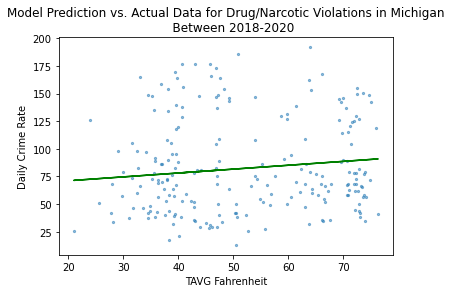 Model Prediction vs. Actual Data for Drug/Narcotic Violations in Michigan
Between 2018-2020
200
175
150
125
100
75
50
25
Daily Crime Rate
20 30 40 50 60 70
TAVG Fahrenheit